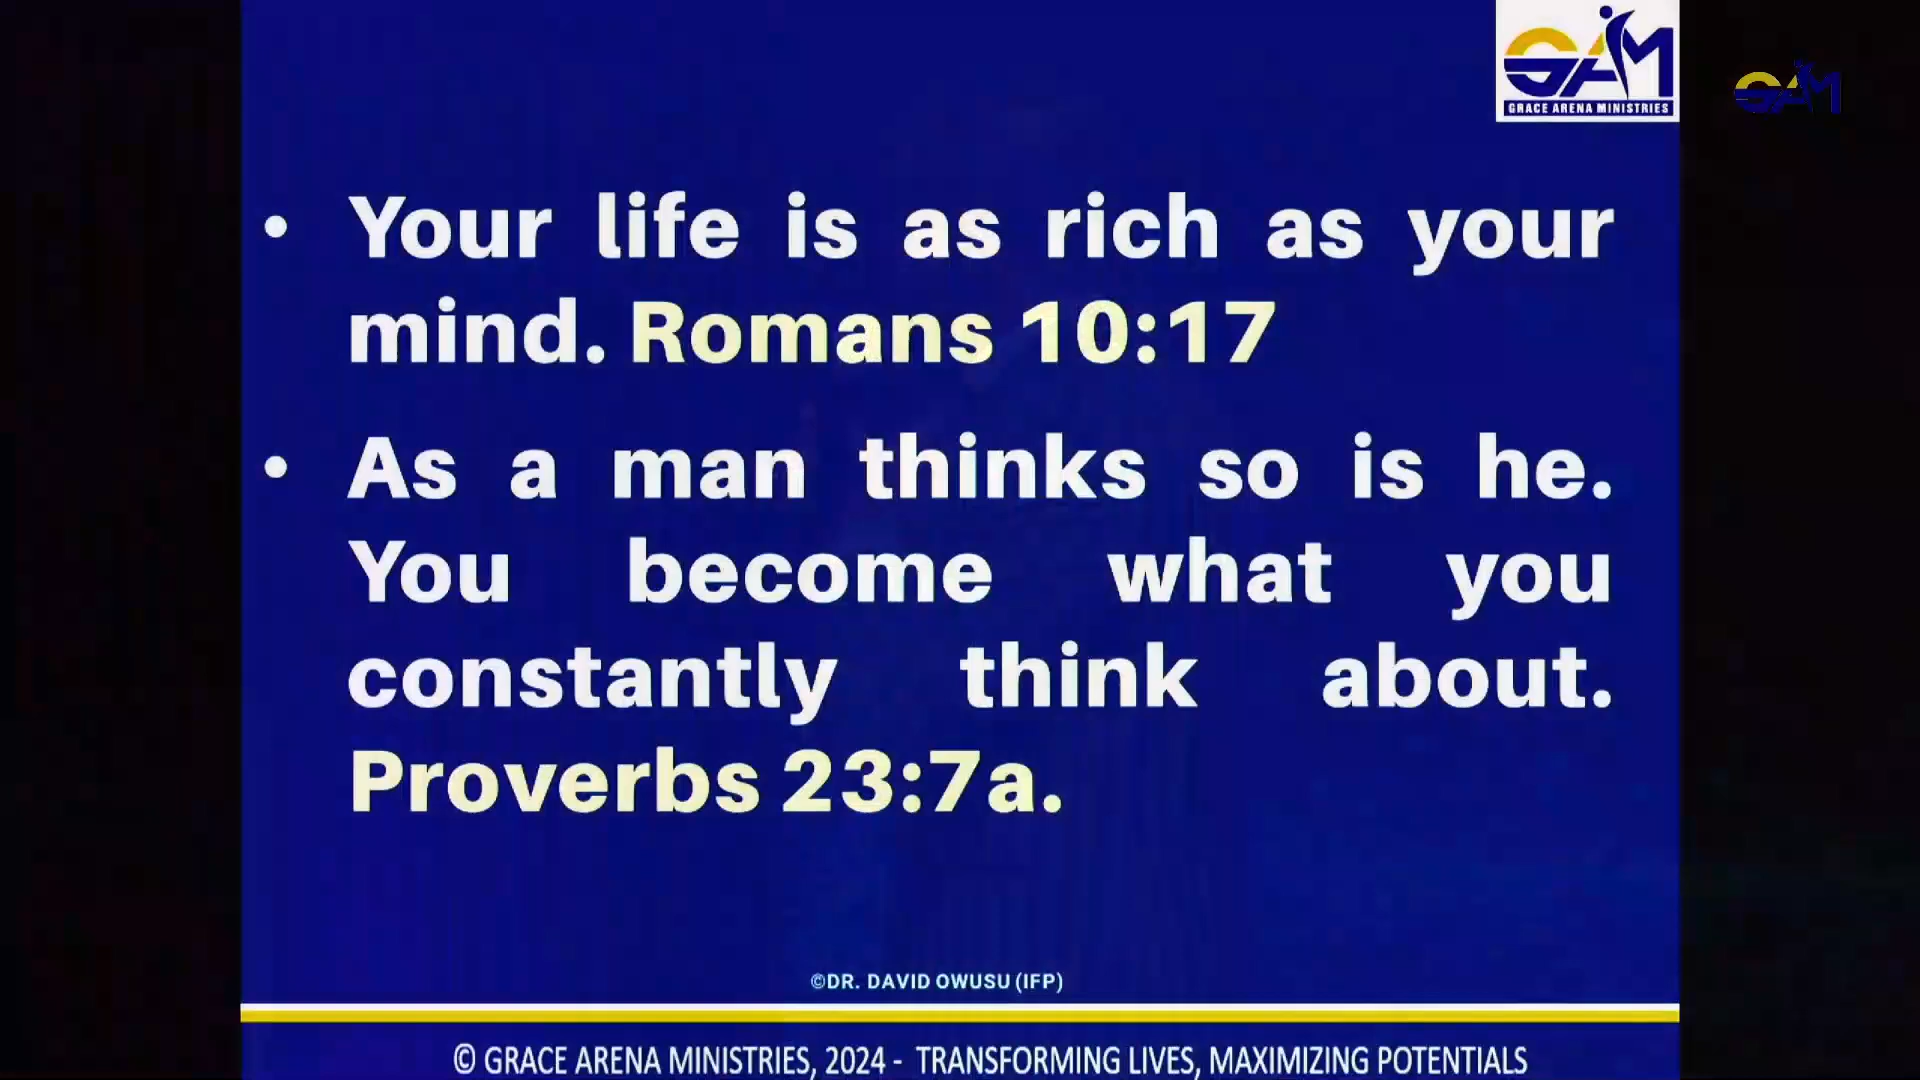 GAM
GRACE ARENA MINISTRIES
GAM
• Your life is as rich as your
mind. Romans 10:17
• As a man thinks so is he.
You become what you
constantly think about.
Proverbs 23:7a.
©DR. DAVID OWUSU (IFP)
© GRACE ARENA MINISTRIES, 2024 - TRANSFORMING LIVES, MAXIMIZING POTENTIALS